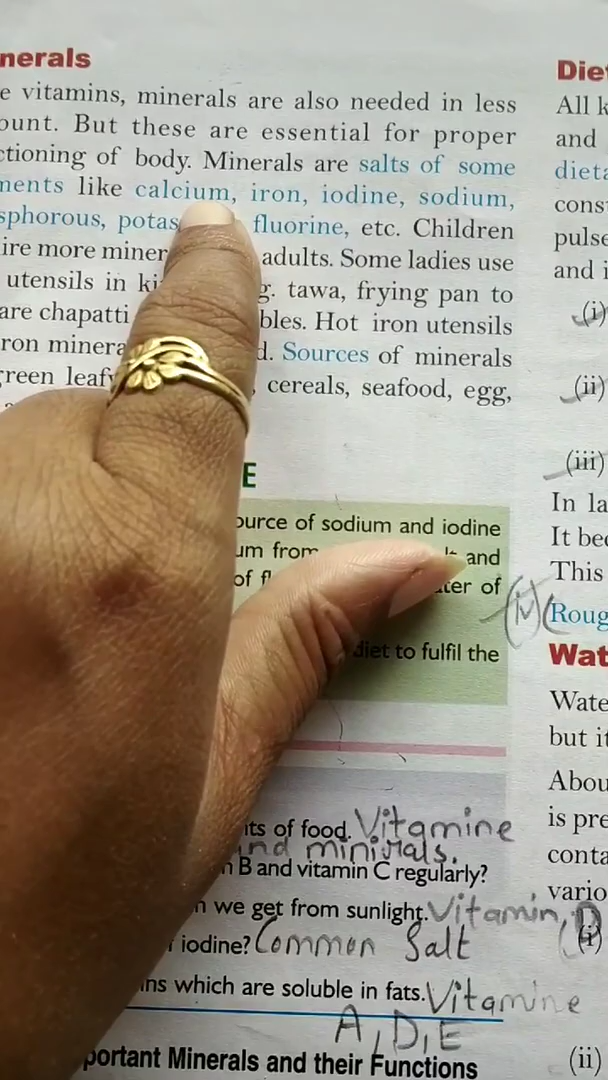 nerals
e vitamins, minerals are also needed in less
ount. But these are essential for proper
ctioning of body. Minerals are salts of some
ments like calcium, iron, iodine, sodium,
sphorous, potas fluorine, etc. Children
ire more miner adults. Some ladies use
utensils in ki g. tawa, frying pan to
are chapatti bles. Hot iron utensils
ron minera d. Sources of minerals
green leafy , cereals, seafood, egg,
E
ource of sodium and iodine
um from and
of fl ter of
diet to fulfil the
its of food. Vitamine
and minirals.
n B and vitamin C regularly?
n we get from sunlight. Vitamin, D
iodine? Common Salt
ins which are soluble in fats. Vitamine
A, D, E
portant Minerals and their Functions
Diet
All k
and
dieta
cons
pulse
and i
(i)
(ii)
(iii)
In la
It bec
This
(iv) Roug
Wat
Wate
but it
Abou
is pre
conta
vario
(i)
(ii)